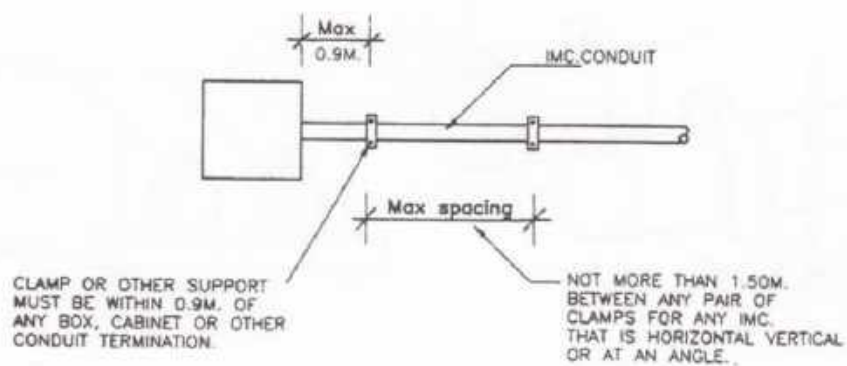 Max
0.9M.
IMC.CONDUIT
Max spacing
CLAMP OR OTHER SUPPORT
MUST BE WITHIN 0.9M. OF
ANY BOX, CABINET OR OTHER
CONDUIT TERMINATION.
NOT MORE THAN 1.50M.
BETWEEN ANY PAIR OF
CLAMPS FOR ANY IMC.
THAT IS HORIZONTAL VERTICAL
OR AT AN ANGLE.